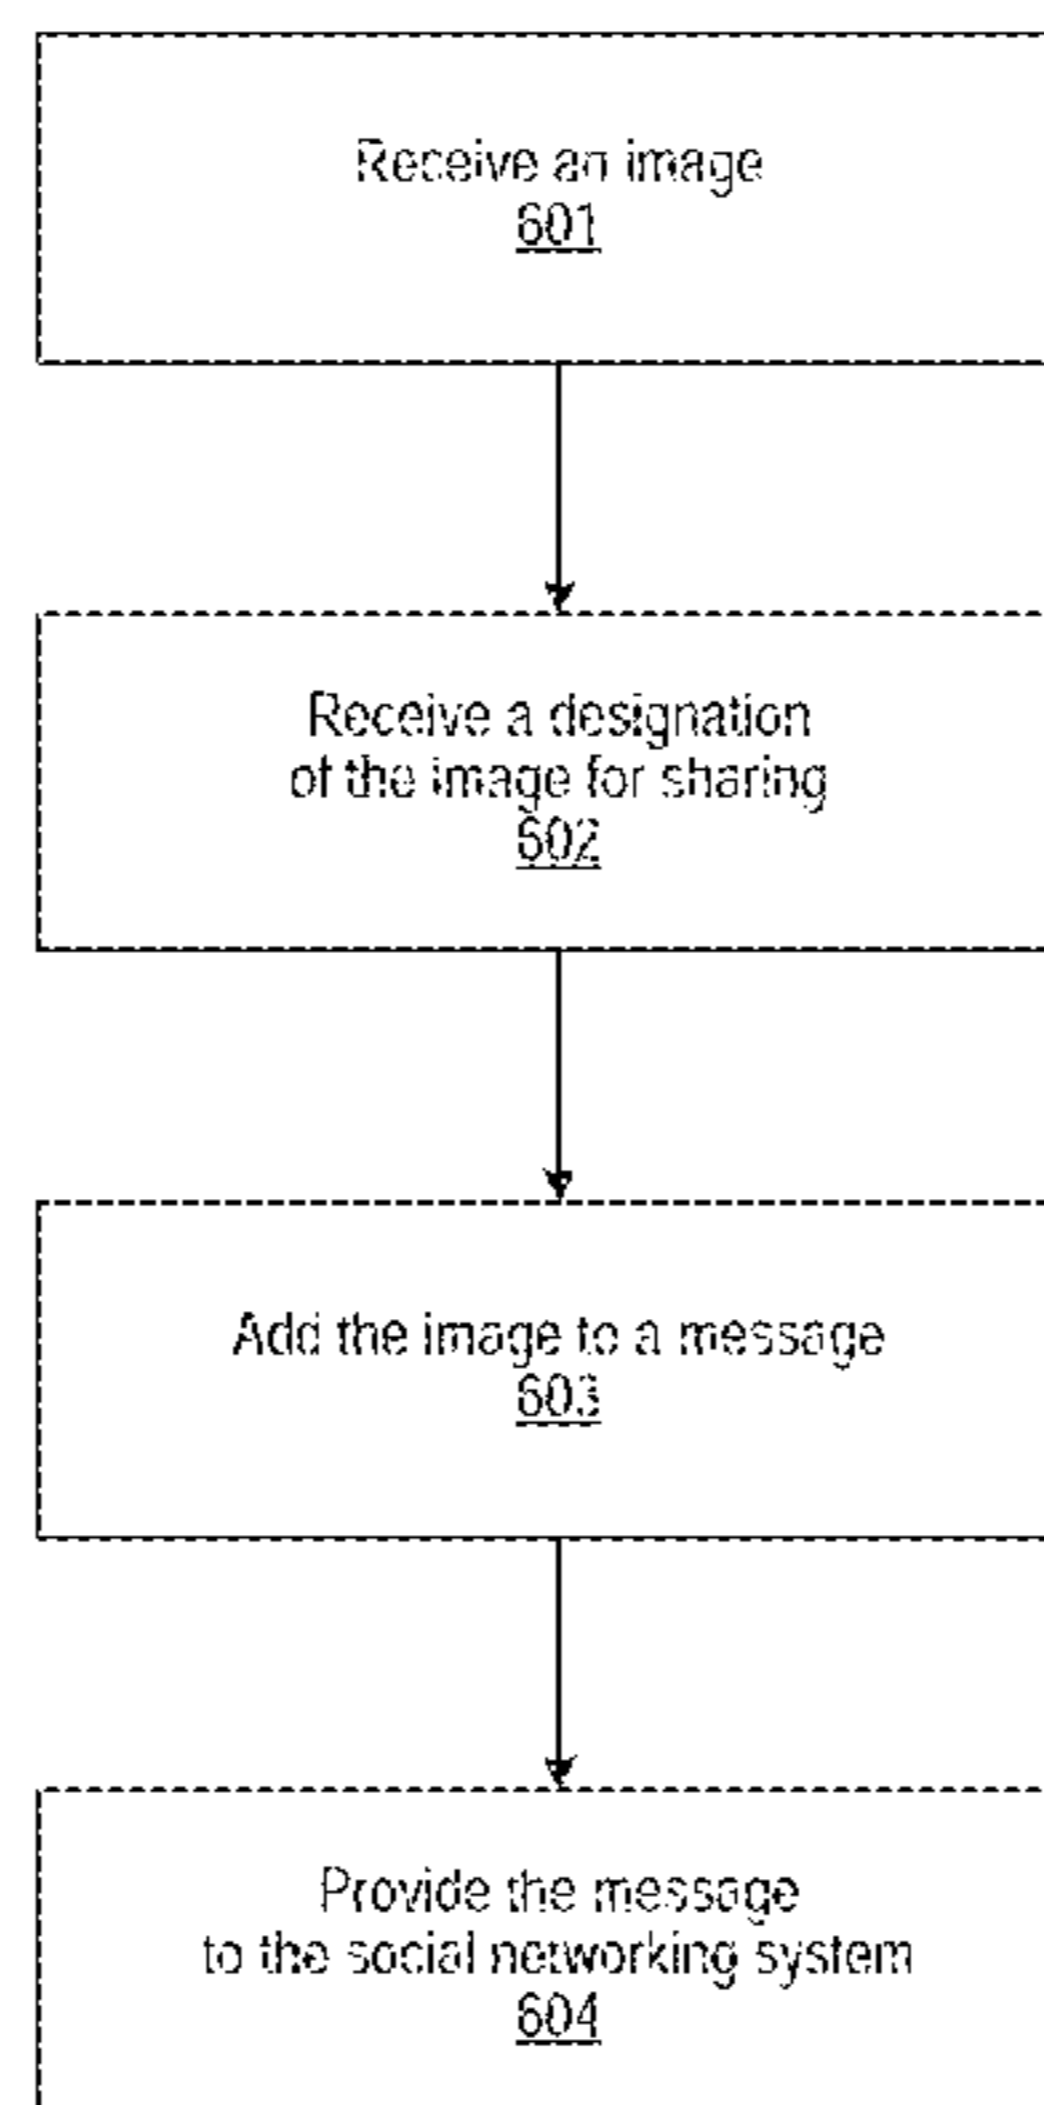 Receive an image
601
Receive a designation
of the image for sharing
602
Add the image to a message
603
Provide the message
to the social networking system
604